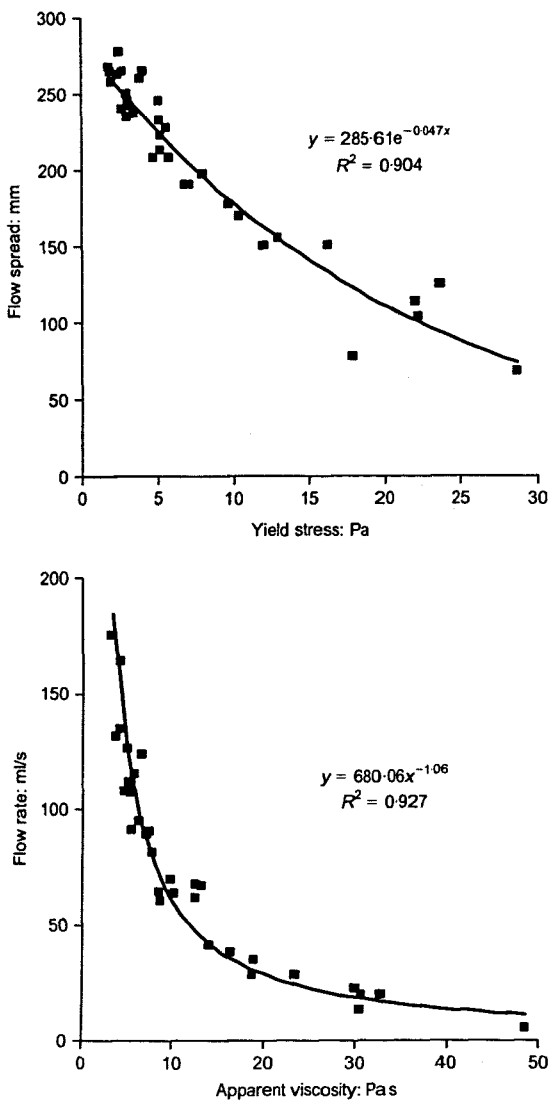 300
250
200
150
100
50
0
Flow spread: mm
y = 285·61e^{−0·047x}
R² = 0·904
0 5 10 15 20 25 30
Yield stress: Pa
200
150
100
50
0
Flow rate: ml/s
y = 680·06x^{−1·06}
R² = 0·927
0 10 20 30 40 50
Apparent viscosity: Pa s